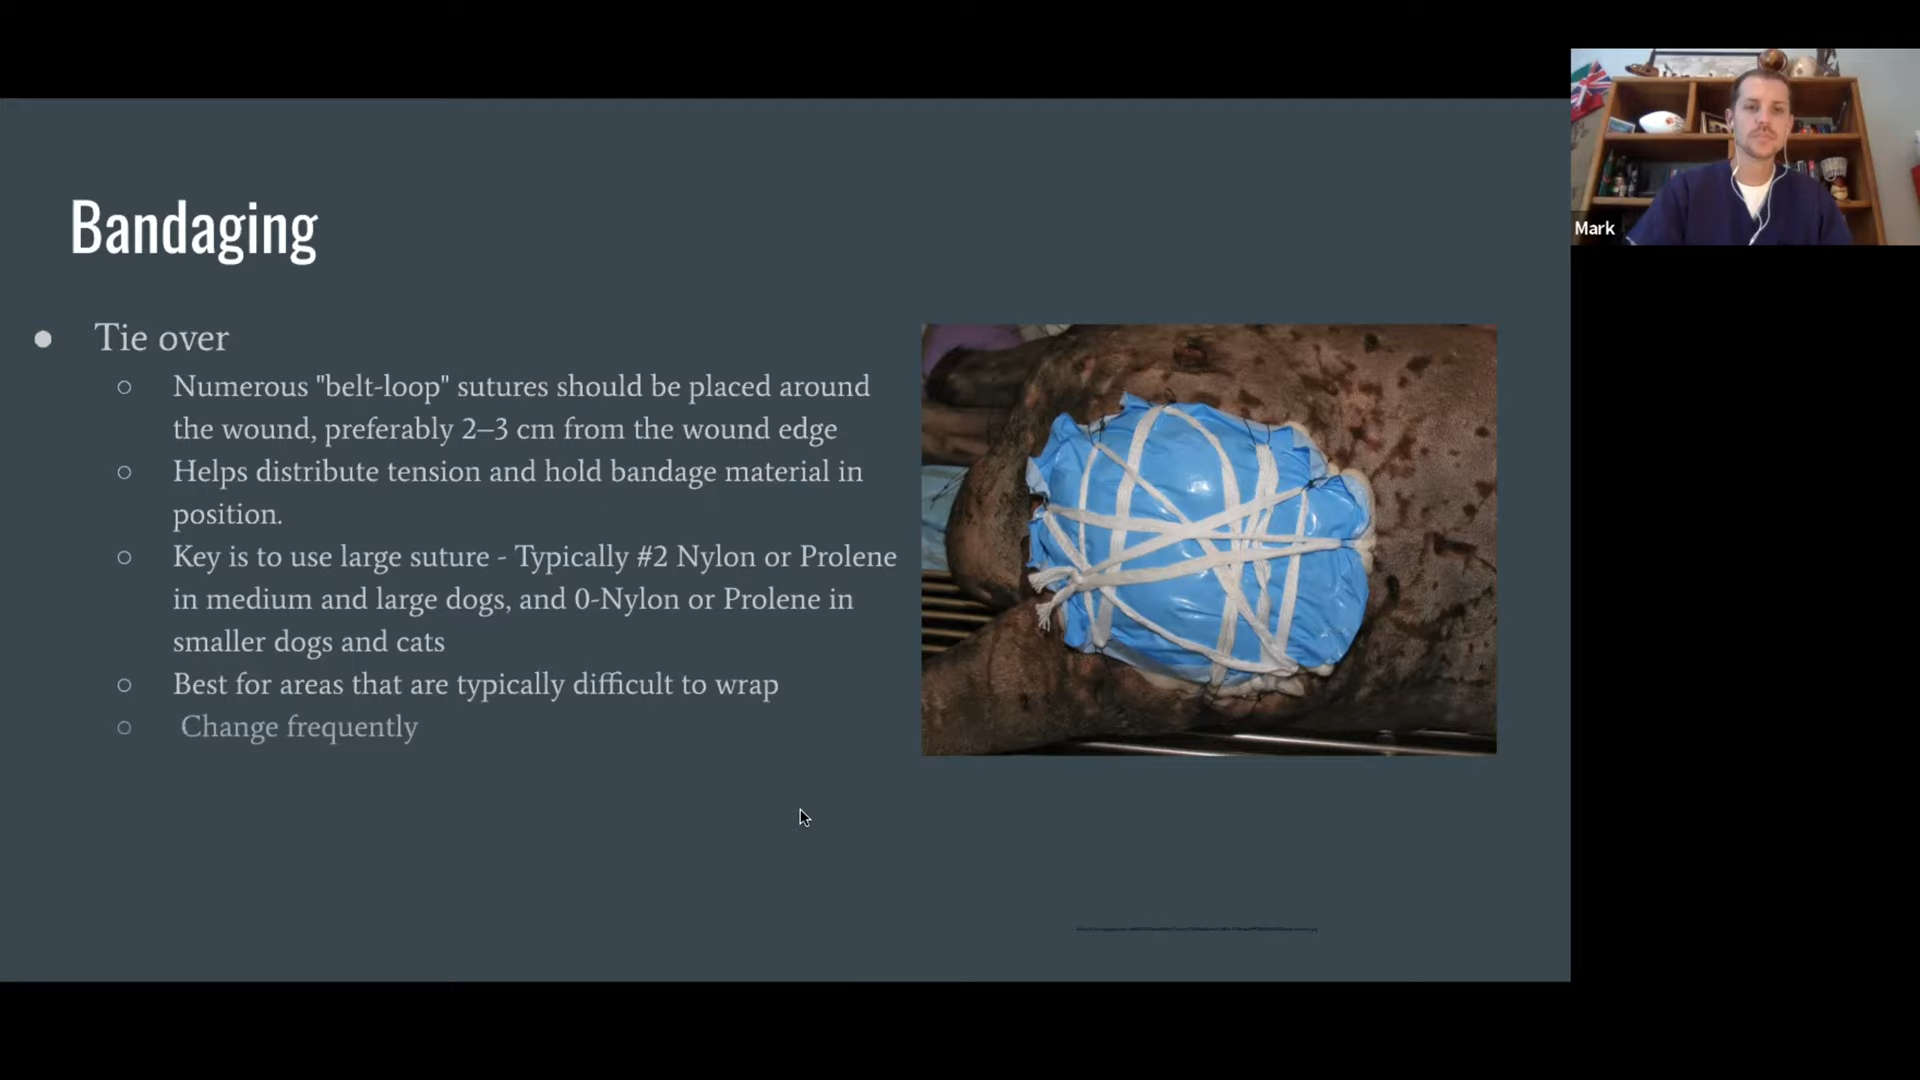 Bandaging
Mark
Tie over
Numerous "belt-loop" sutures should be placed around
the wound, preferably 2–3 cm from the wound edge
Helps distribute tension and hold bandage material in
position.
Key is to use large suture - Typically #2 Nylon or Prolene
in medium and large dogs, and 0-Nylon or Prolene in
smaller dogs and cats
Best for areas that are typically difficult to wrap
Change frequently